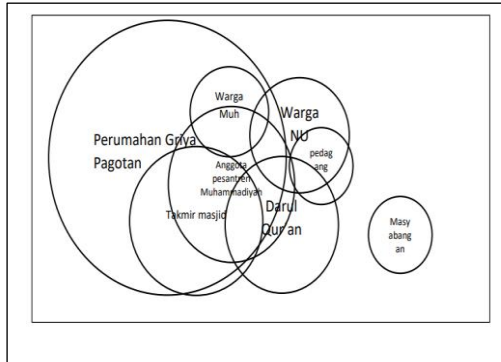 Warga
Muh
Warga
NU
Perumahan Griya
Pagotan
pedag
ang
Anggota
pesantren
Muhammadiyah
Takmir masjid
Darul
Qur'an
Masy
abang
an